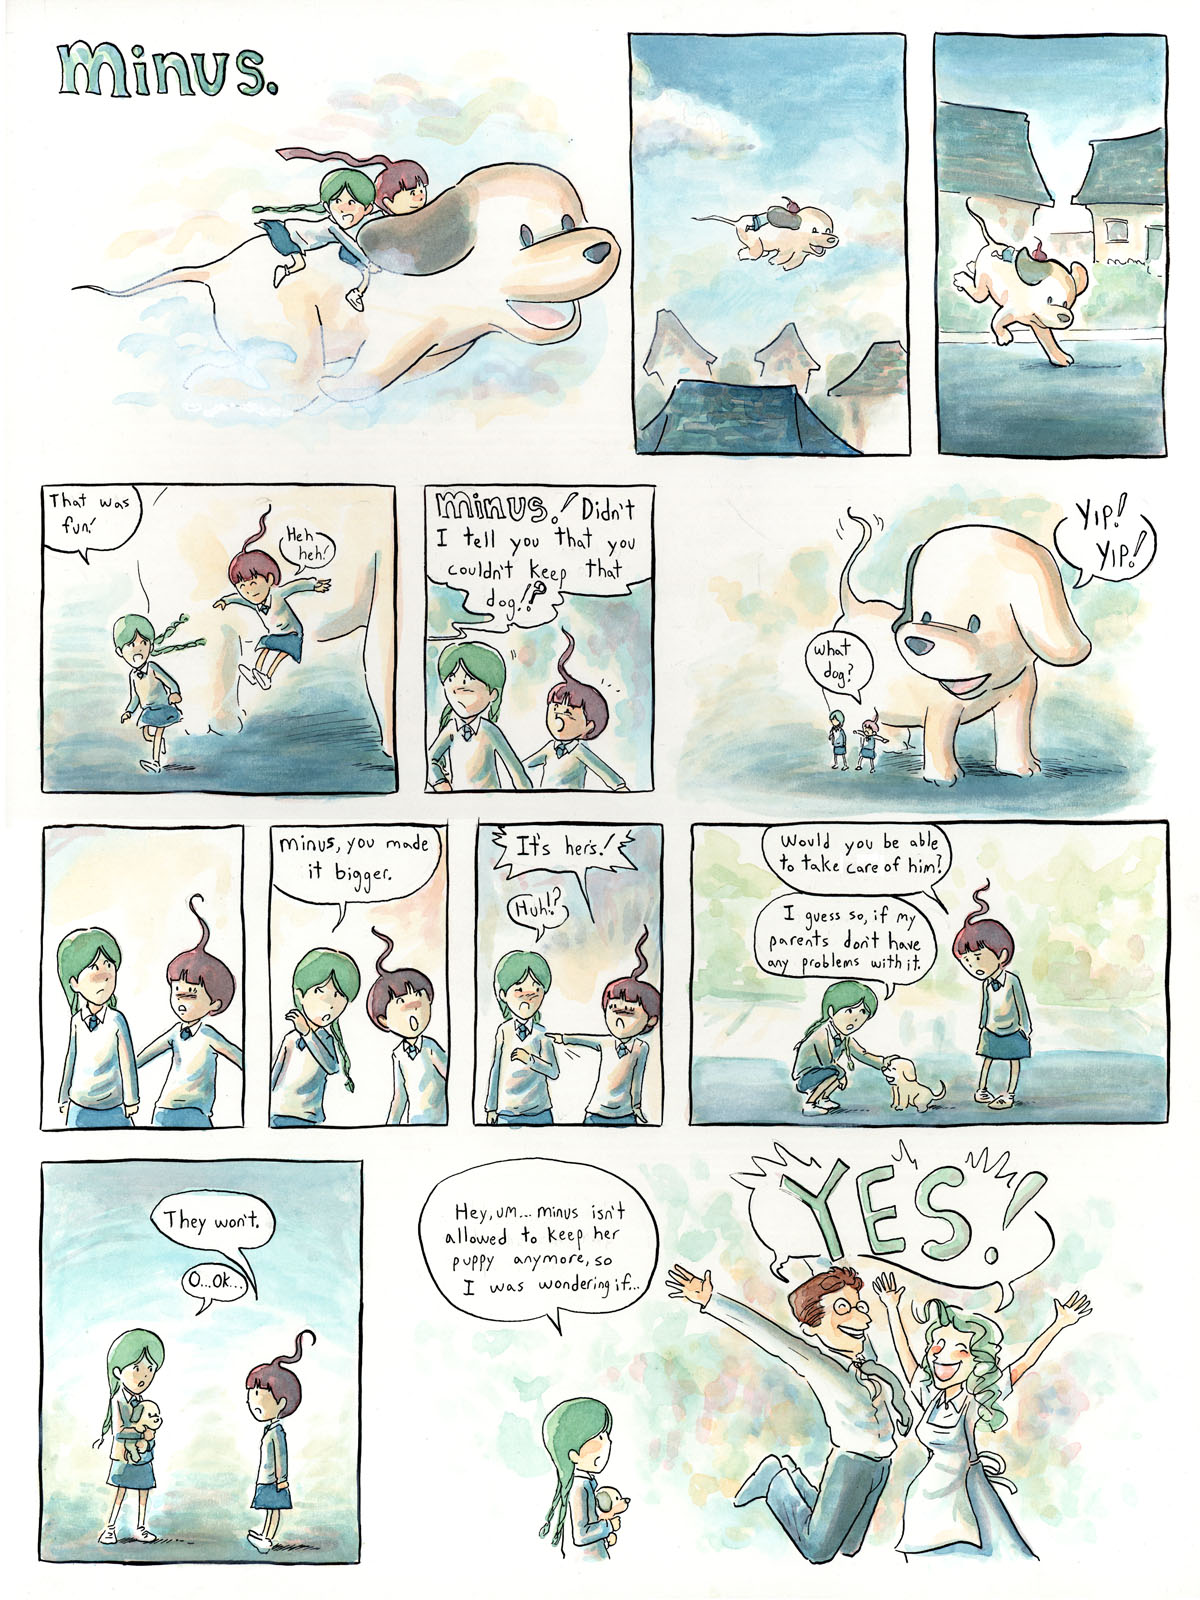 minus.
That was
fun!
Heh
heh!
minus! Didn't
I tell you that you
couldn't keep that
dog!!?
Yip!
Yip!
What
dog?
minus, you made
it bigger.
It's her's!
Huh!?
Would you be able
to take care of him?
I guess so, if my
parents don't have
any problems with it.
They won't.
O...ok...
Hey, um... minus isn't
allowed to keep her
puppy anymore, so
I was wondering if...
YES!